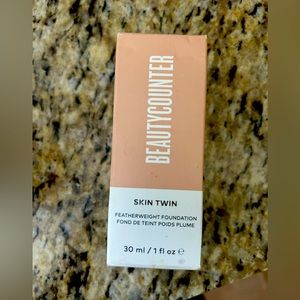 BEAUTYCOUNTER
SKIN TWIN
FEATHERWEIGHT FOUNDATION
FOND DE TEINT POIDS PLUME
30 ml / 1 fl oz ℮